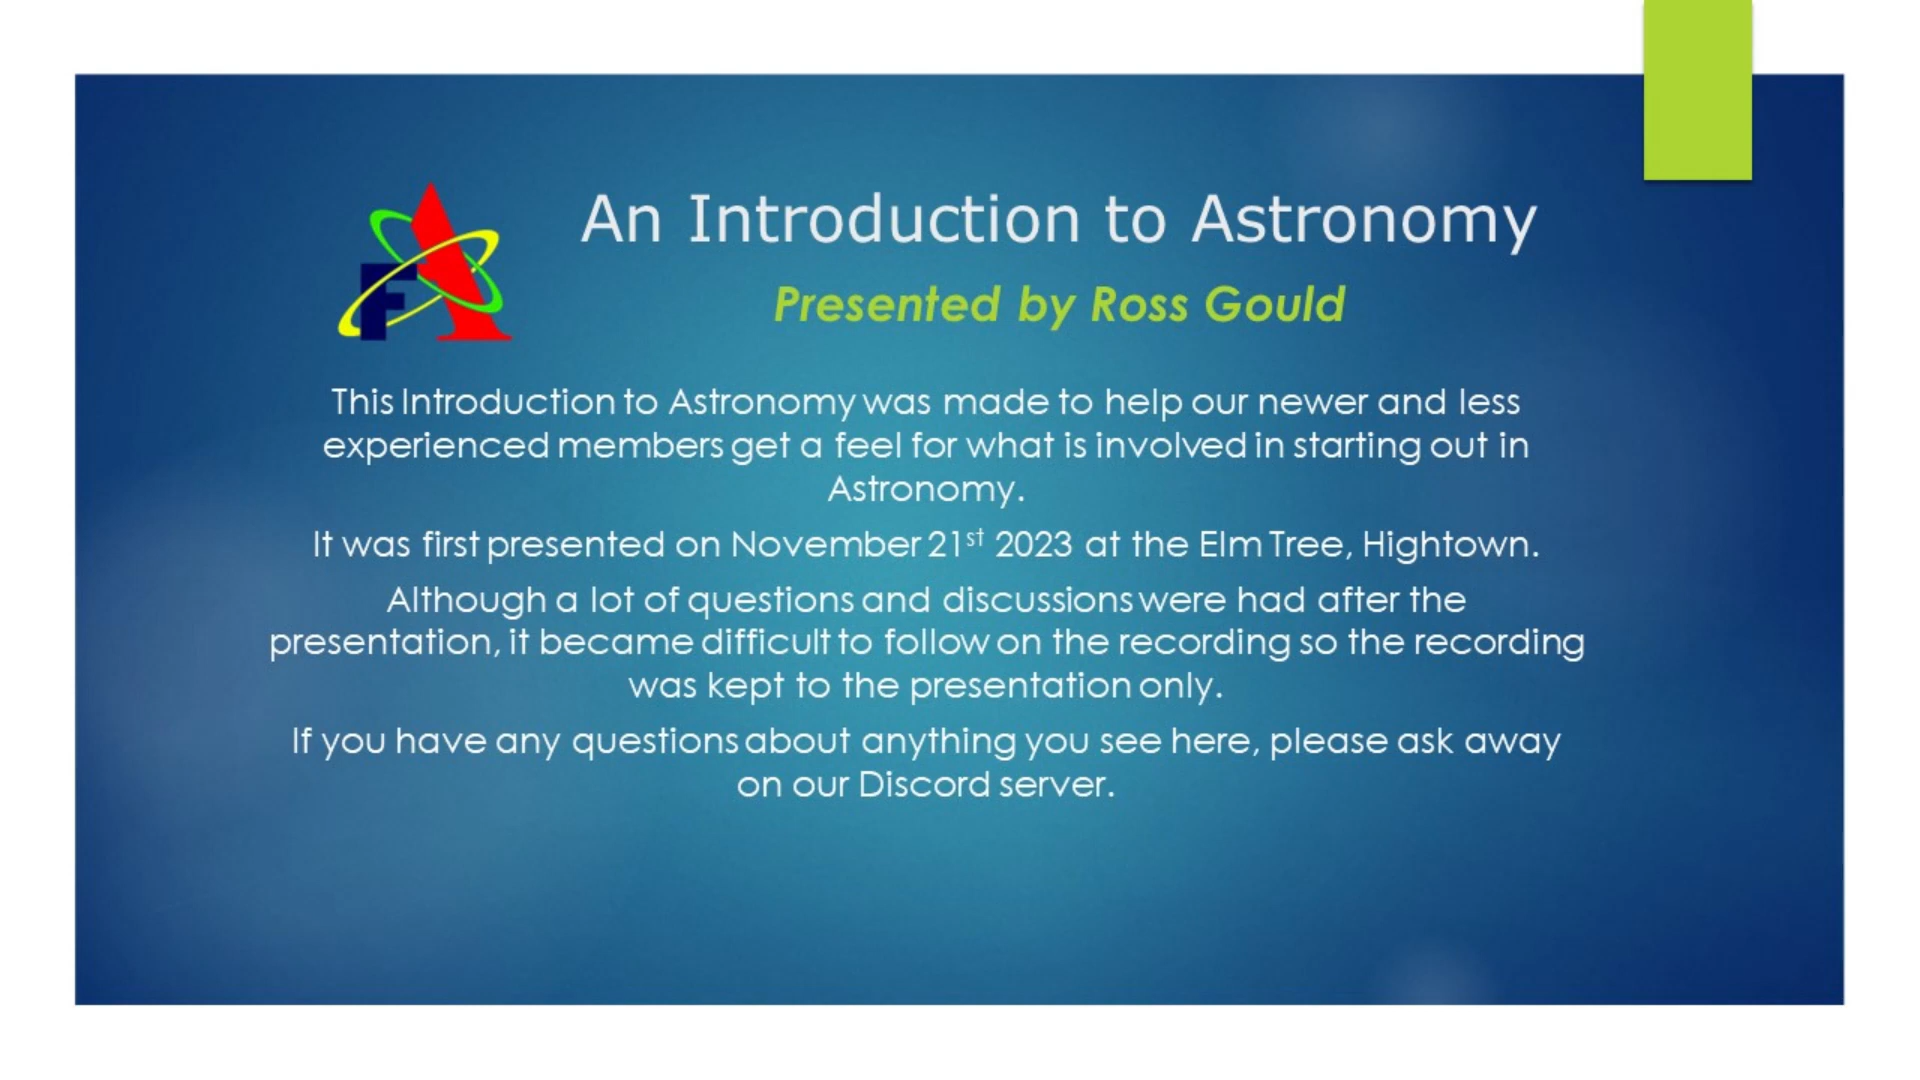 An Introduction to Astronomy
FA
Presented by Ross Gould
This Introduction to Astronomy was made to help our newer and less
experienced members get a feel for what is involved in starting out in
Astronomy.
It was first presented on November 21st 2023 at the Elm Tree, Hightown.
Although a lot of questions and discussions were had after the
presentation, it became difficult to follow on the recording so the recording
was kept to the presentation only.
If you have any questions about anything you see here, please ask away
on our Discord server.